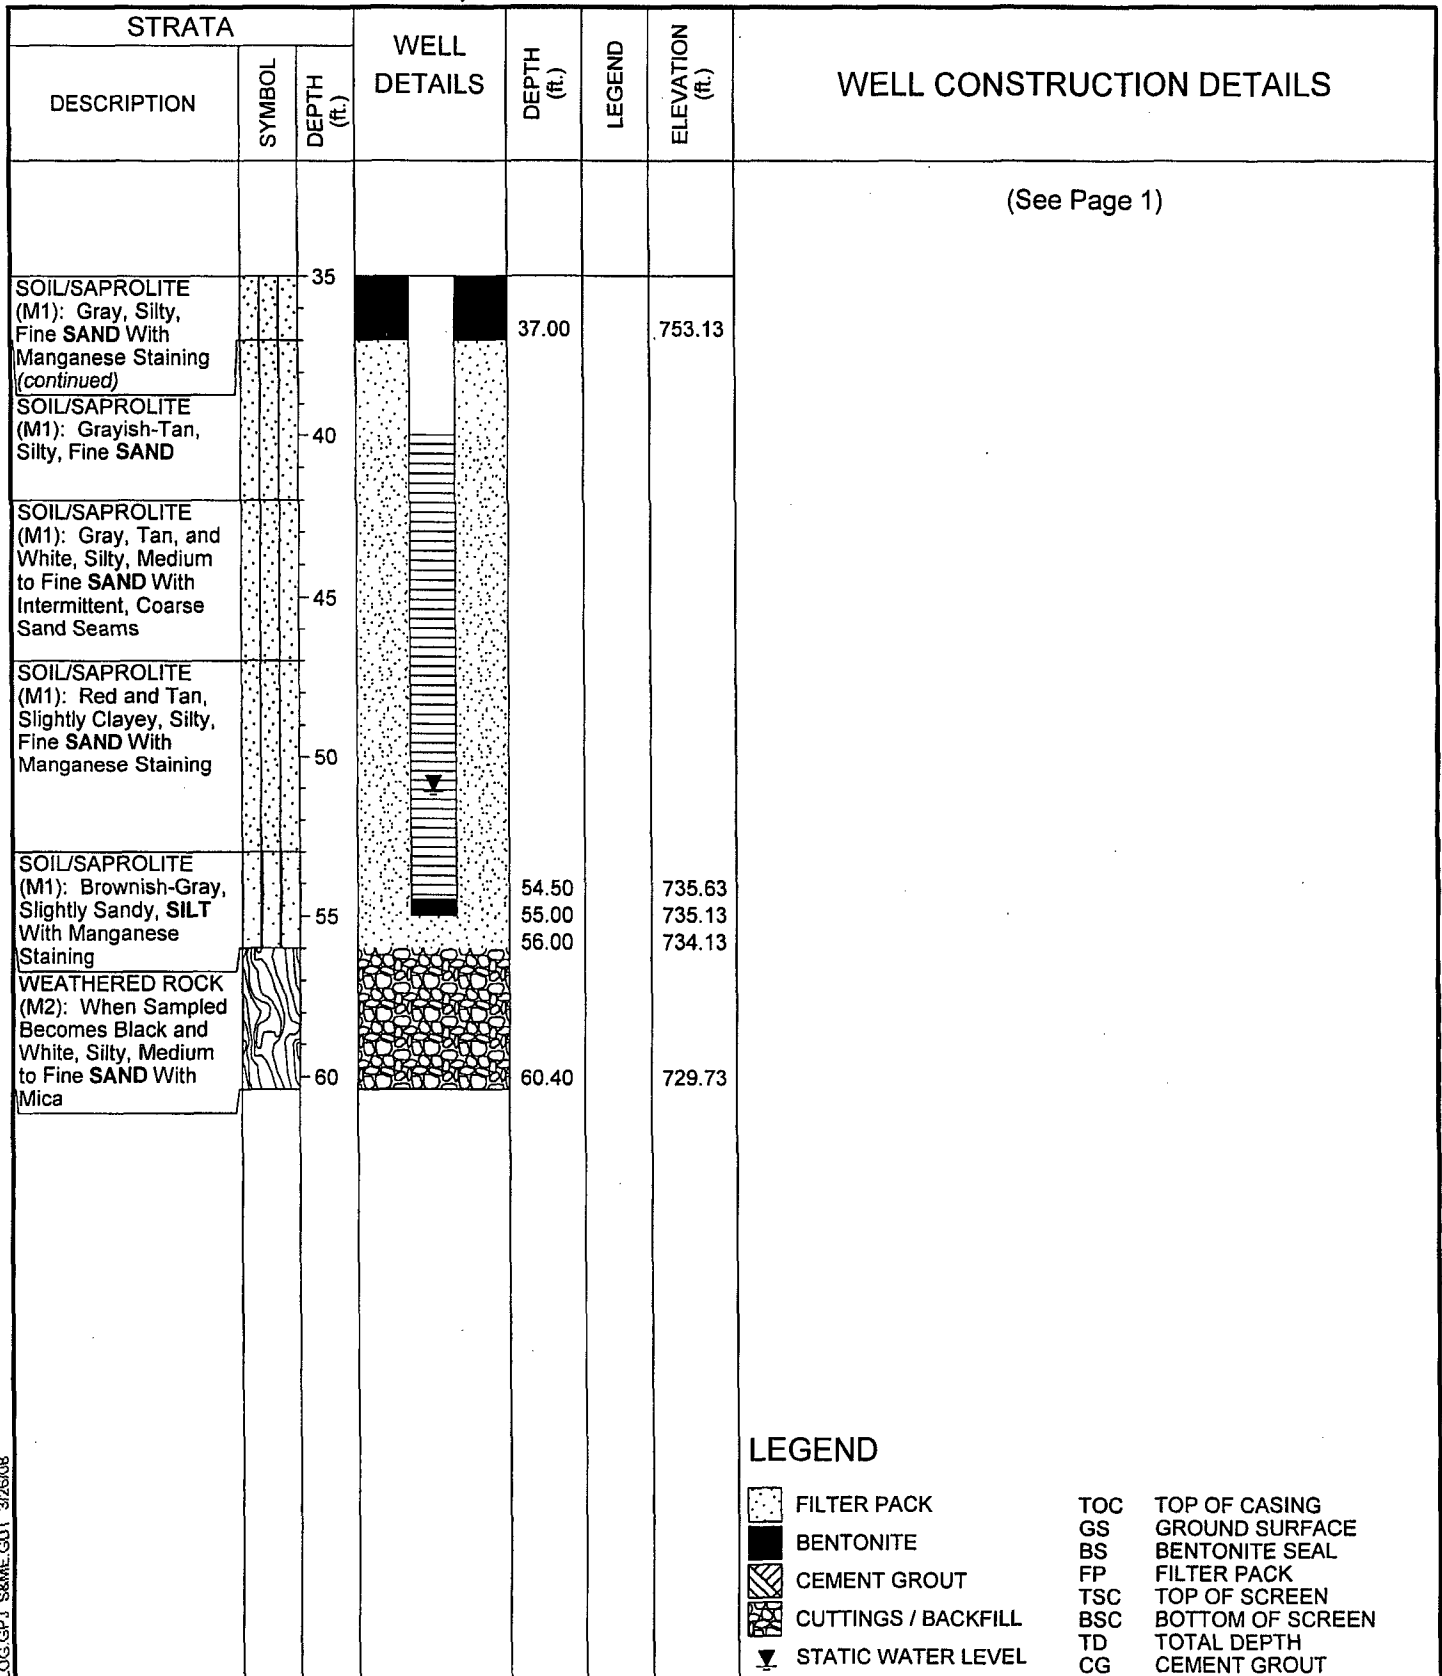 STRATA
DESCRIPTION
SYMBOL
DEPTH
(ft.)
WELL
DETAILS
DEPTH
(ft.)
LEGEND
ELEVATION
(ft.)
WELL CONSTRUCTION DETAILS
(See Page 1)
35
SOIL/SAPROLITE
(M1): Gray, Silty,
Fine SAND With
Manganese Staining
(continued)
37.00
753.13
SOIL/SAPROLITE
(M1): Grayish-Tan,
Silty, Fine SAND
40
SOIL/SAPROLITE
(M1): Gray, Tan, and
White, Silty, Medium
to Fine SAND With
Intermittent, Coarse
Sand Seams
45
SOIL/SAPROLITE
(M1): Red and Tan,
Slightly Clayey, Silty,
Fine SAND With
Manganese Staining
50
SOIL/SAPROLITE
(M1): Brownish-Gray,
Slightly Sandy, SILT
With Manganese
Staining
55
54.50
735.63
55.00
735.13
56.00
734.13
WEATHERED ROCK
(M2): When Sampled
Becomes Black and
White, Silty, Medium
to Fine SAND With
Mica
60
60.40
729.73
LEGEND
FILTER PACK
BENTONITE
CEMENT GROUT
CUTTINGS / BACKFILL
STATIC WATER LEVEL
TOC TOP OF CASING
GS GROUND SURFACE
BS BENTONITE SEAL
FP FILTER PACK
TSC TOP OF SCREEN
BSC BOTTOM OF SCREEN
TD TOTAL DEPTH
CG CEMENT GROUT
3/26/08